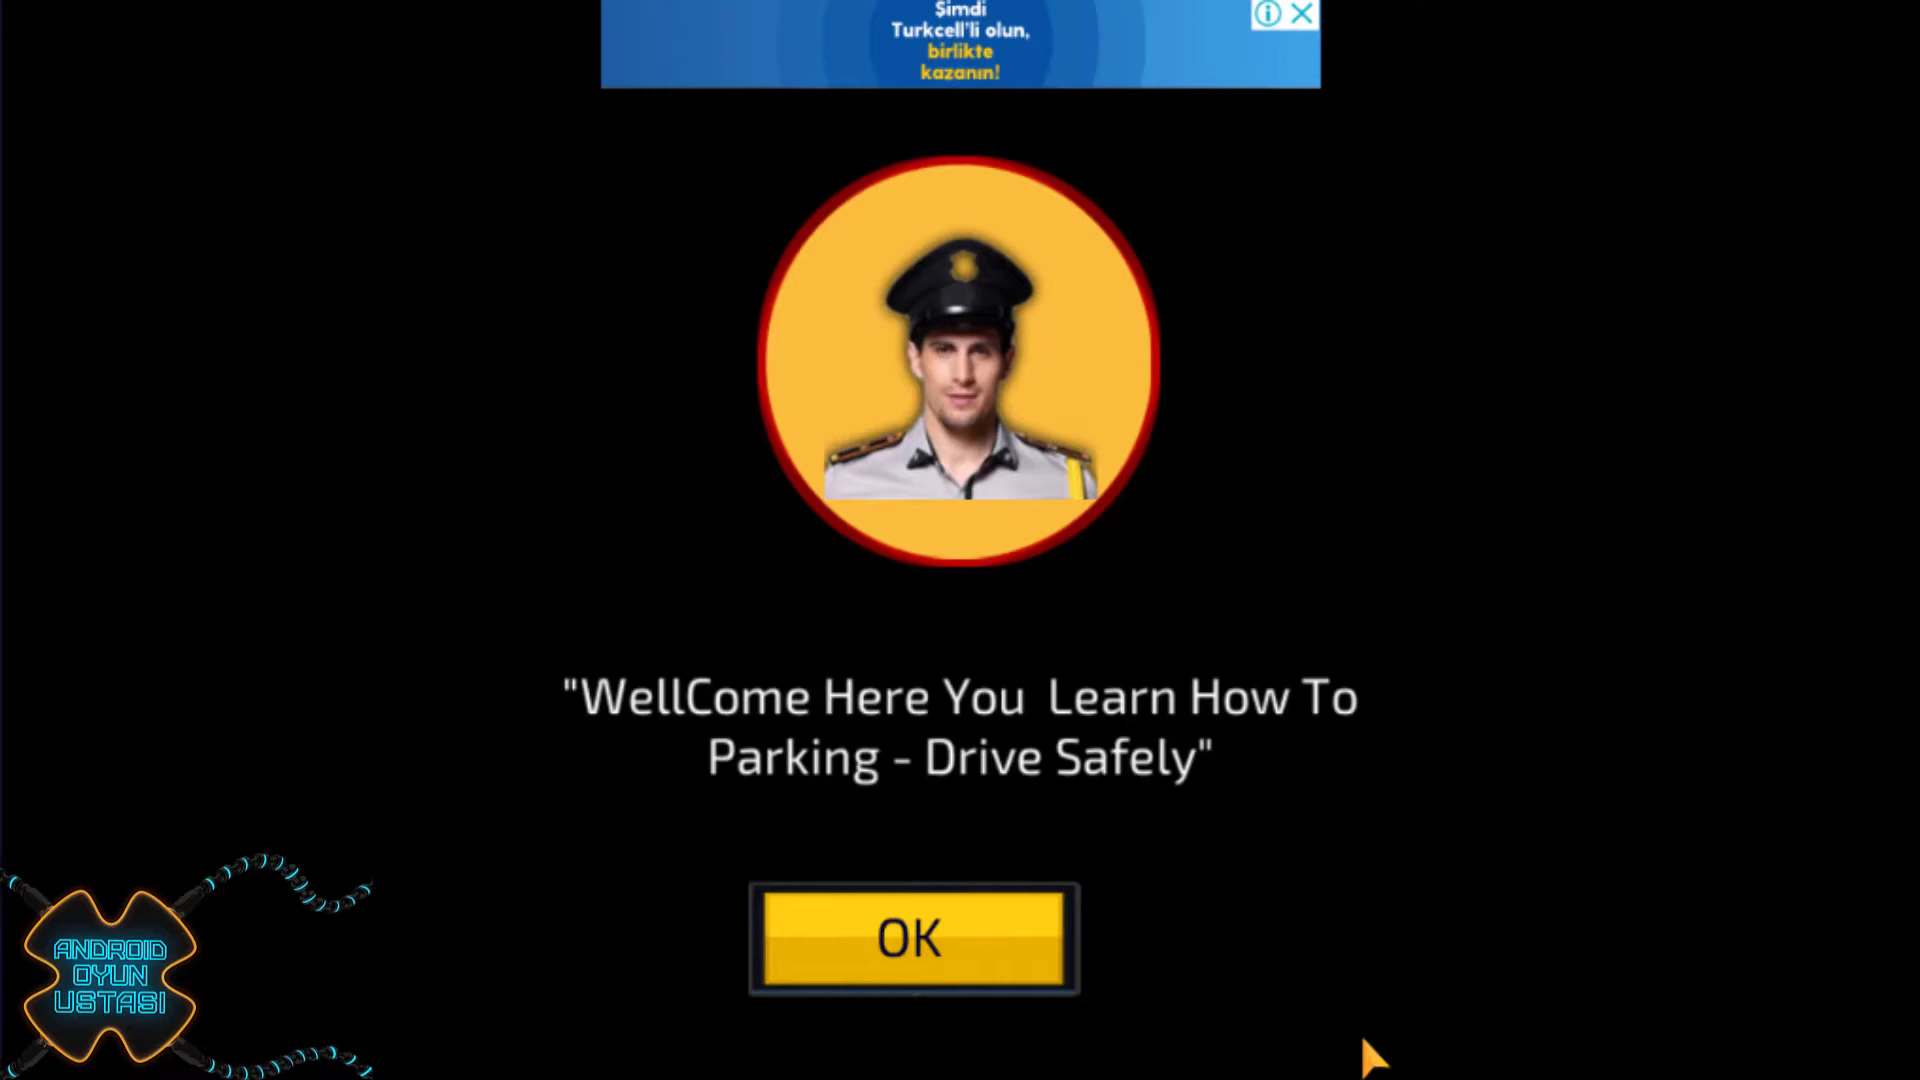 Şimdi
Turkcell'li olun,
birlikte
kazanın!
"WellCome Here You Learn How To
Parking - Drive Safely"
OK
ANDROID
OYUN
USTASI